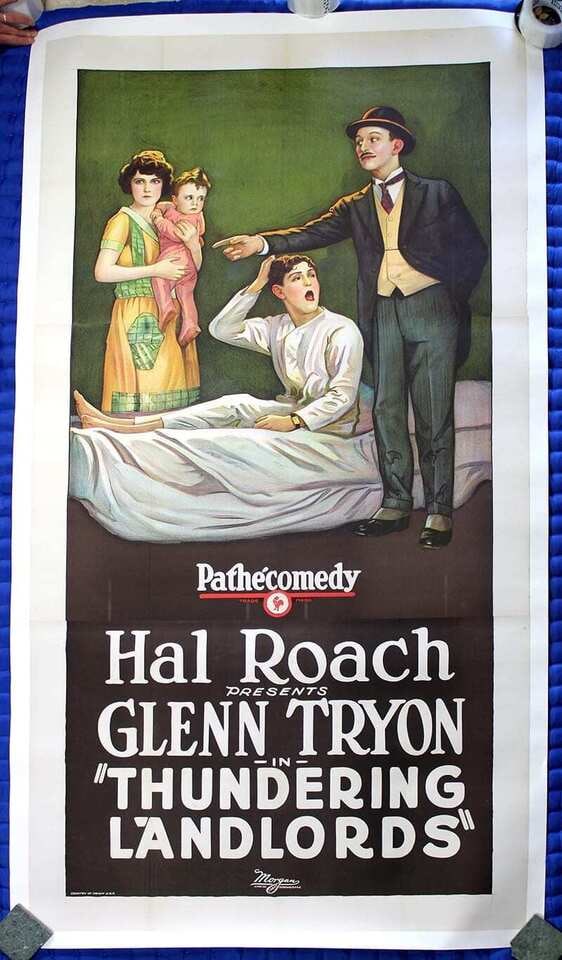 Pathécomedy
TRADE MARK
Hal Roach
PRESENTS
GLENN TRYON
-IN-
"THUNDERING
LANDLORDS"
Morgan